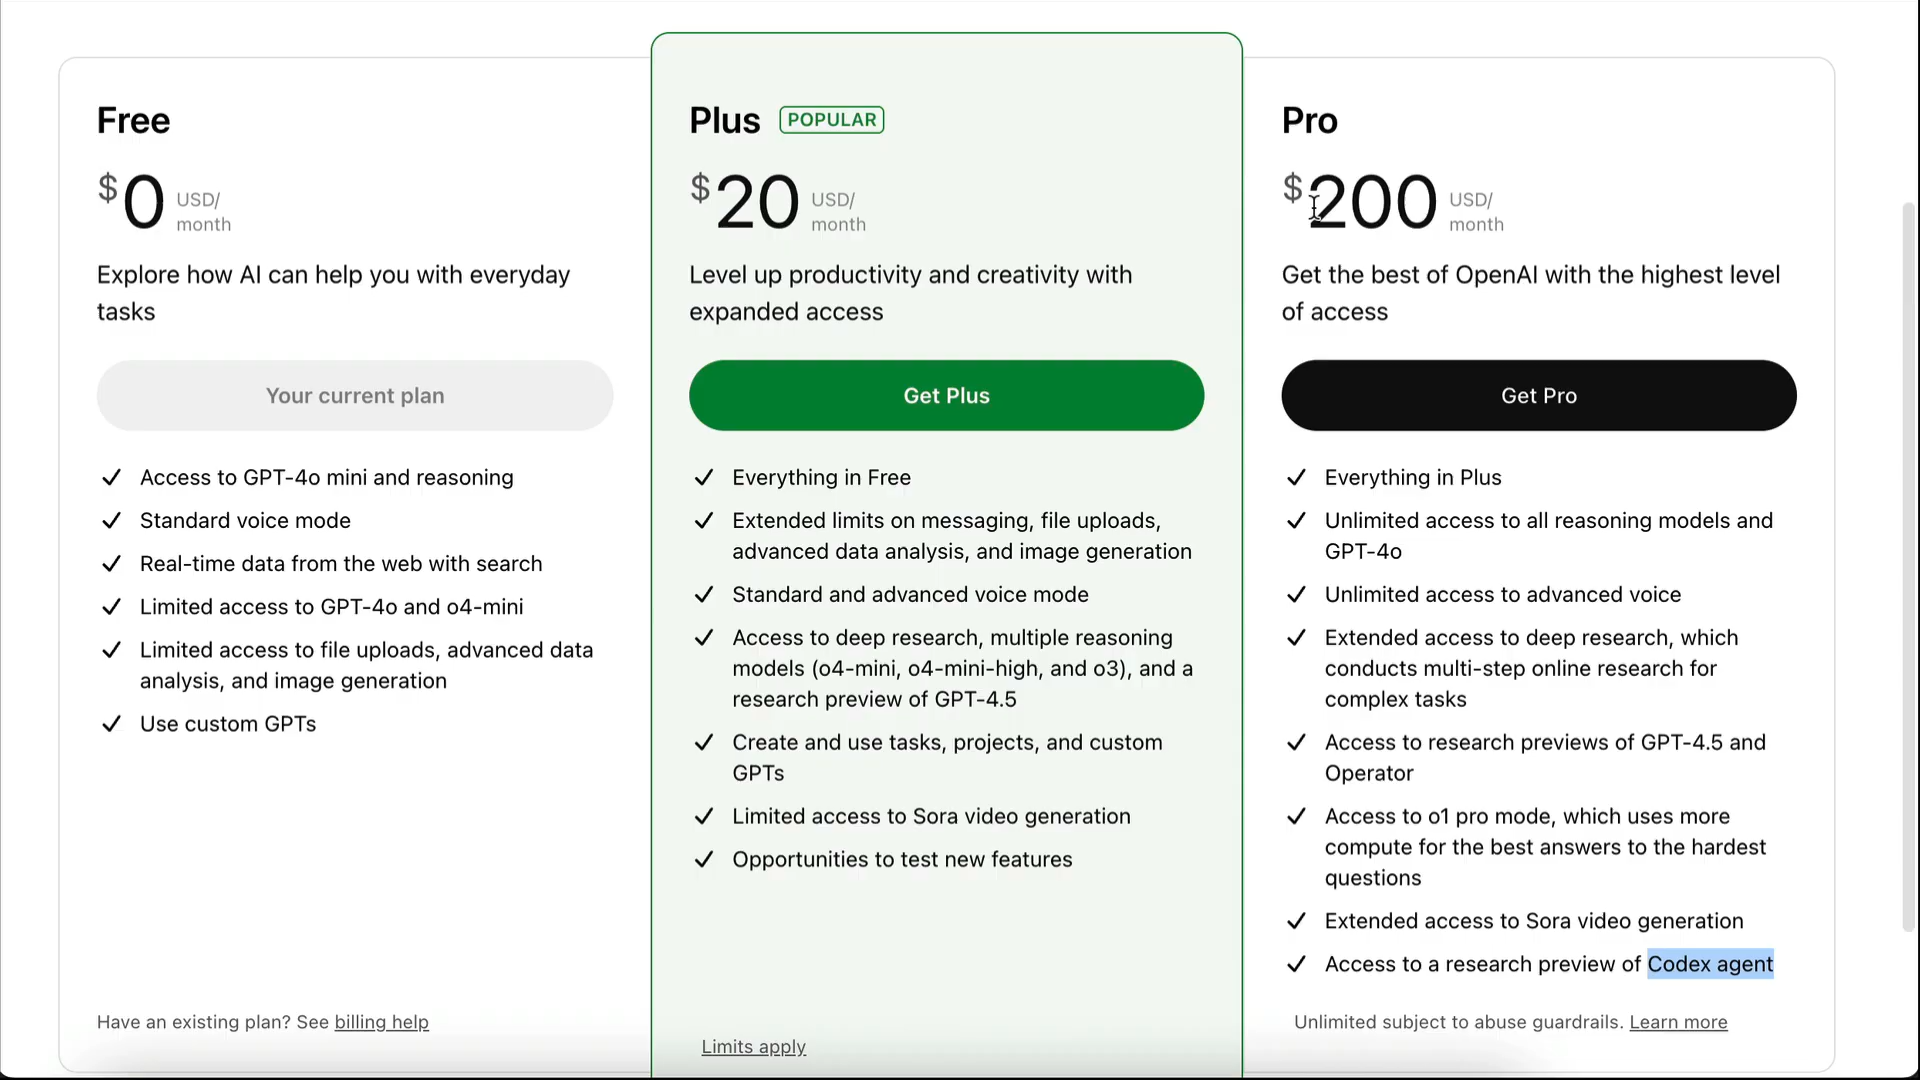 Free
$0 USD/
month
Explore how AI can help you with everyday
tasks
Your current plan
Access to GPT-4o mini and reasoning
Standard voice mode
Real-time data from the web with search
Limited access to GPT-4o and o4-mini
Limited access to file uploads, advanced data
analysis, and image generation
Use custom GPTs
Have an existing plan? See billing help
Plus POPULAR
$20 USD/
month
Level up productivity and creativity with
expanded access
Get Plus
Everything in Free
Extended limits on messaging, file uploads,
advanced data analysis, and image generation
Standard and advanced voice mode
Access to deep research, multiple reasoning
models (o4-mini, o4-mini-high, and o3), and a
research preview of GPT-4.5
Create and use tasks, projects, and custom
GPTs
Limited access to Sora video generation
Opportunities to test new features
Limits apply
Pro
$200 USD/
month
Get the best of OpenAI with the highest level
of access
Get Pro
Everything in Plus
Unlimited access to all reasoning models and
GPT-4o
Unlimited access to advanced voice
Extended access to deep research, which
conducts multi-step online research for
complex tasks
Access to research previews of GPT-4.5 and
Operator
Access to o1 pro mode, which uses more
compute for the best answers to the hardest
questions
Extended access to Sora video generation
Access to a research preview of Codex agent
Unlimited subject to abuse guardrails. Learn more